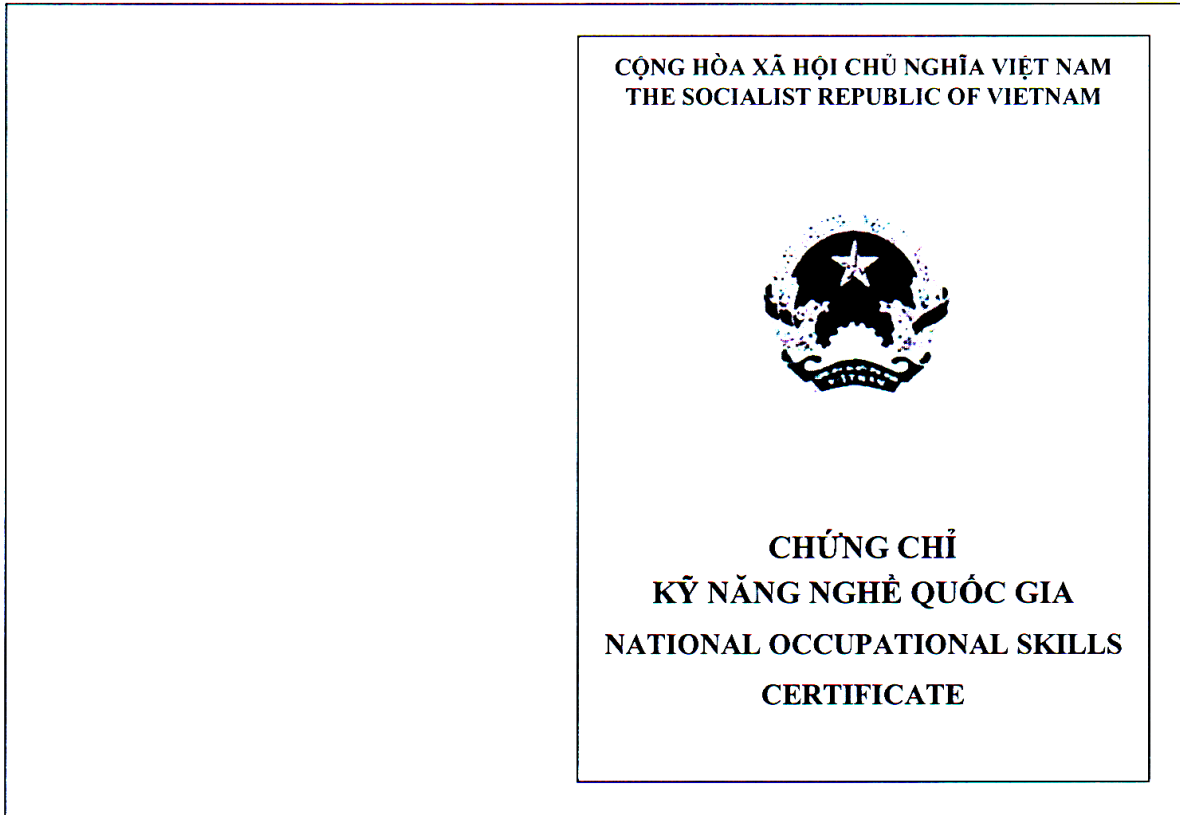 CỘNG HÒA XÃ HỘI CHỦ NGHĨA VIỆT NAM
THE SOCIALIST REPUBLIC OF VIETNAM
CHỨNG CHỈ
KỸ NĂNG NGHỀ QUỐC GIA
NATIONAL OCCUPATIONAL SKILLS
CERTIFICATE